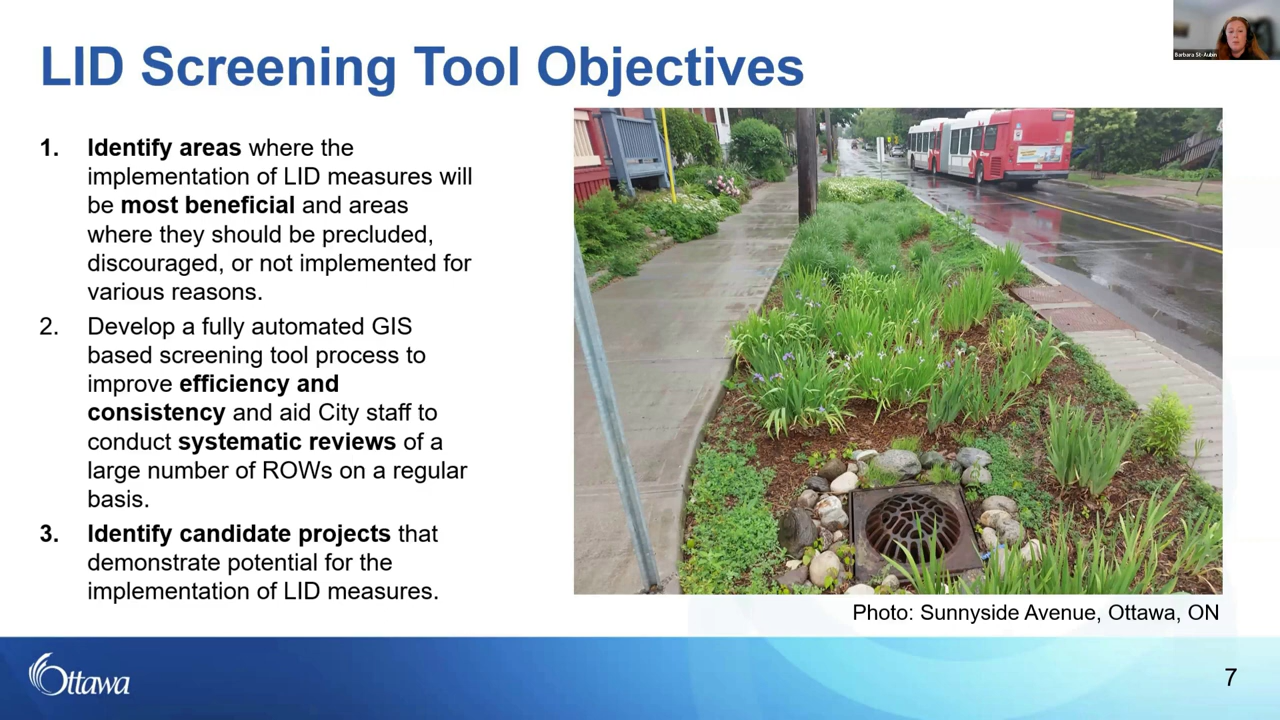 LID Screening Tool Objectives
Barbara St-Aubin
1. Identify areas where the
implementation of LID measures will
be most beneficial and areas
where they should be precluded,
discouraged, or not implemented for
various reasons.
2. Develop a fully automated GIS
based screening tool process to
improve efficiency and
consistency and aid City staff to
conduct systematic reviews of a
large number of ROWs on a regular
basis.
3. Identify candidate projects that
demonstrate potential for the
implementation of LID measures.
Photo: Sunnyside Avenue, Ottawa, ON
Ottawa
7